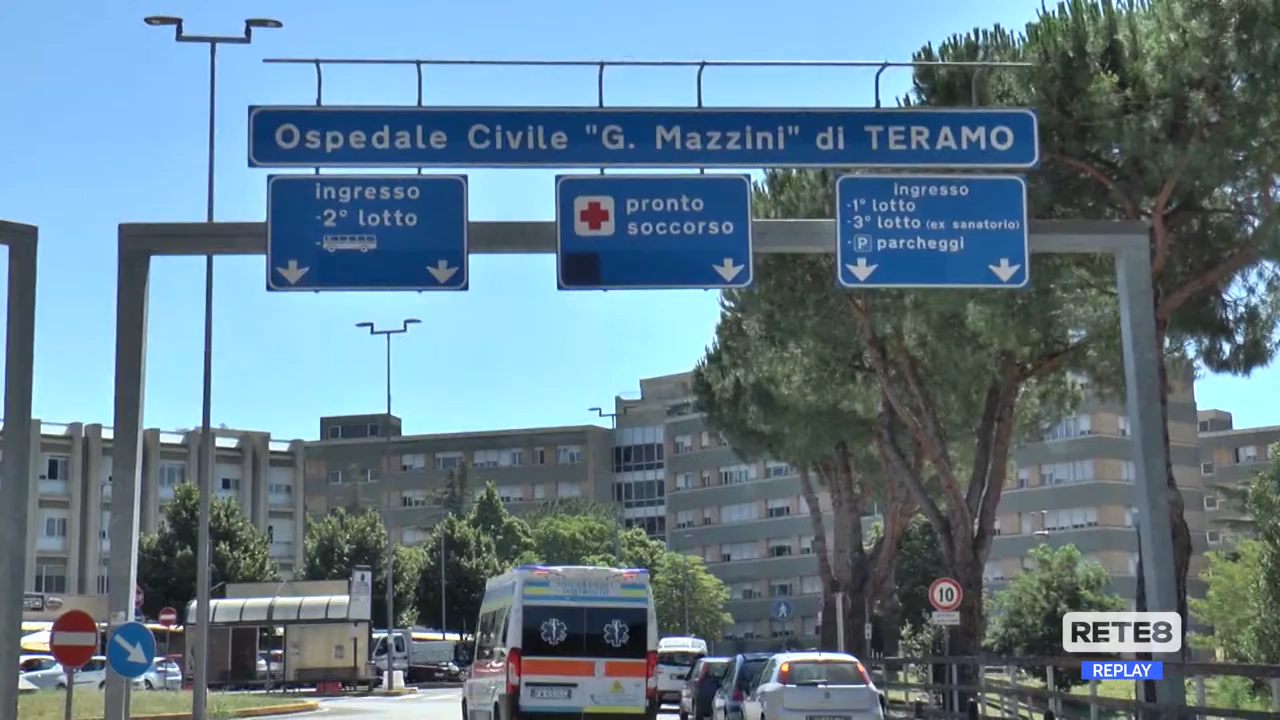 Ospedale Civile "G. Mazzini" di TERAMO
ingresso
-2° lotto
-
pronto
soccorso
ingresso
-1° lotto
-3° lotto (ex sanatorio)
-P parcheggi
10
RETE8
REPLAY